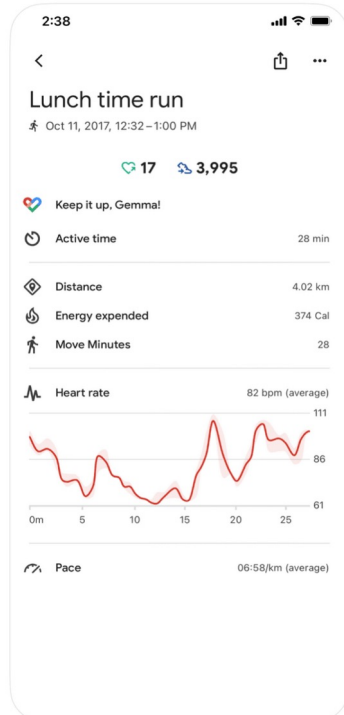 2:38
Lunch time run
Oct 11, 2017, 12:32 – 1:00 PM
17 3,995
Keep it up, Gemma!
Active time 28 min
Distance 4.02 km
Energy expended 374 Cal
Move Minutes 28
Heart rate 82 bpm (average)
111
86
61
0m 5 10 15 20 25
Pace 06:58/km (average)